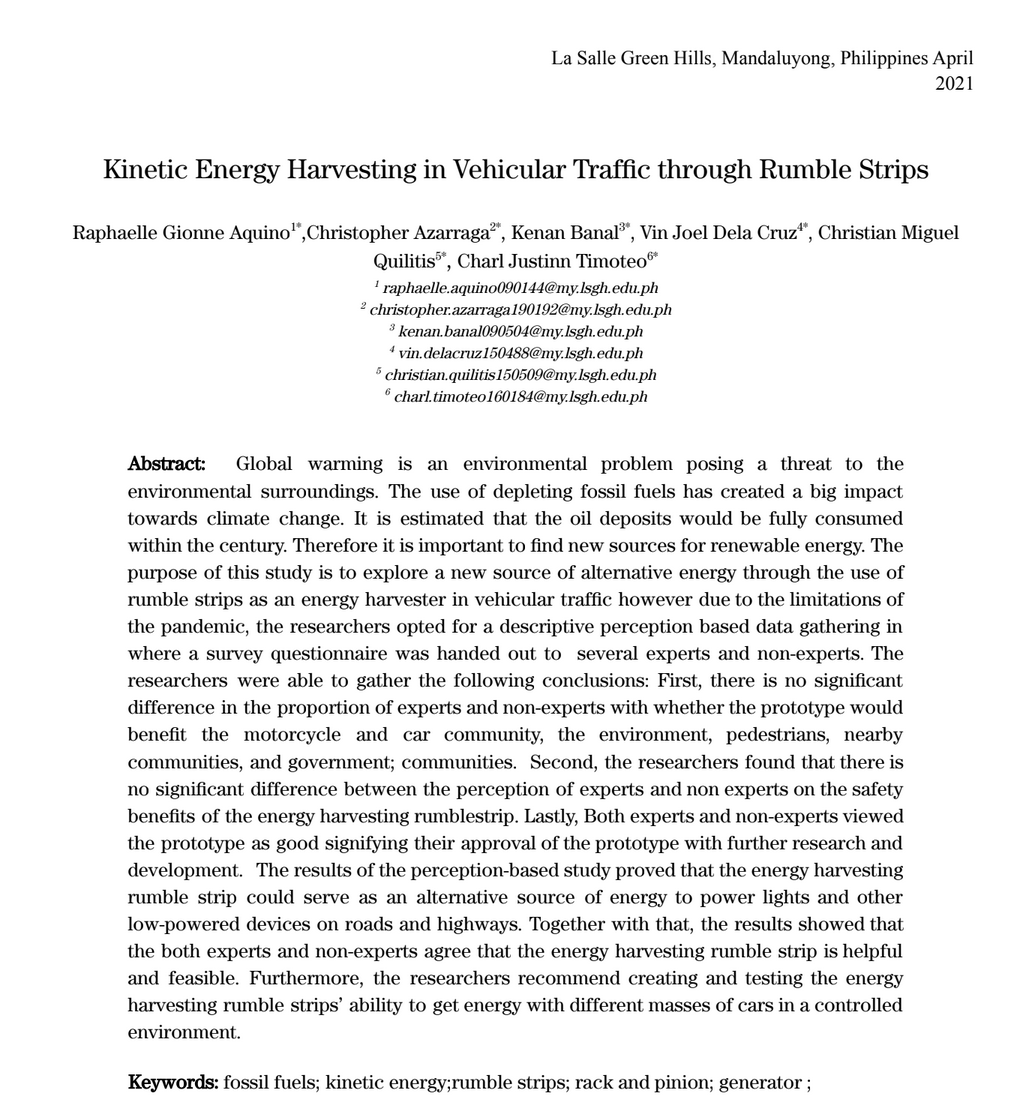 La Salle Green Hills, Mandaluyong, Philippines April
2021
Kinetic Energy Harvesting in Vehicular Traffic through Rumble Strips
Raphaelle Gionne Aquino1*,Christopher Azarraga2*, Kenan Banal3*, Vin Joel Dela Cruz4*, Christian Miguel
Quilitis5*, Charl Justinn Timoteo6*
1 raphaelle.aquino090144@my.lsgh.edu.ph
2 christopher.azarraga190192@my.lsgh.edu.ph
3 kenan.banal090504@my.lsgh.edu.ph
4 vin.delacruz150488@my.lsgh.edu.ph
5 christian.quilitis150509@my.lsgh.edu.ph
6 charl.timoteo160184@my.lsgh.edu.ph
Abstract: Global warming is an environmental problem posing a threat to the
environmental surroundings. The use of depleting fossil fuels has created a big impact
towards climate change. It is estimated that the oil deposits would be fully consumed
within the century. Therefore it is important to find new sources for renewable energy. The
purpose of this study is to explore a new source of alternative energy through the use of
rumble strips as an energy harvester in vehicular traffic however due to the limitations of
the pandemic, the researchers opted for a descriptive perception based data gathering in
where a survey questionnaire was handed out to several experts and non-experts. The
researchers were able to gather the following conclusions: First, there is no significant
difference in the proportion of experts and non-experts with whether the prototype would
benefit the motorcycle and car community, the environment, pedestrians, nearby
communities, and government; communities. Second, the researchers found that there is
no significant difference between the perception of experts and non experts on the safety
benefits of the energy harvesting rumblestrip. Lastly, Both experts and non-experts viewed
the prototype as good signifying their approval of the prototype with further research and
development. The results of the perception-based study proved that the energy harvesting
rumble strip could serve as an alternative source of energy to power lights and other
low-powered devices on roads and highways. Together with that, the results showed that
the both experts and non-experts agree that the energy harvesting rumble strip is helpful
and feasible. Furthermore, the researchers recommend creating and testing the energy
harvesting rumble strips' ability to get energy with different masses of cars in a controlled
environment.
Keywords: fossil fuels; kinetic energy;rumble strips; rack and pinion; generator ;